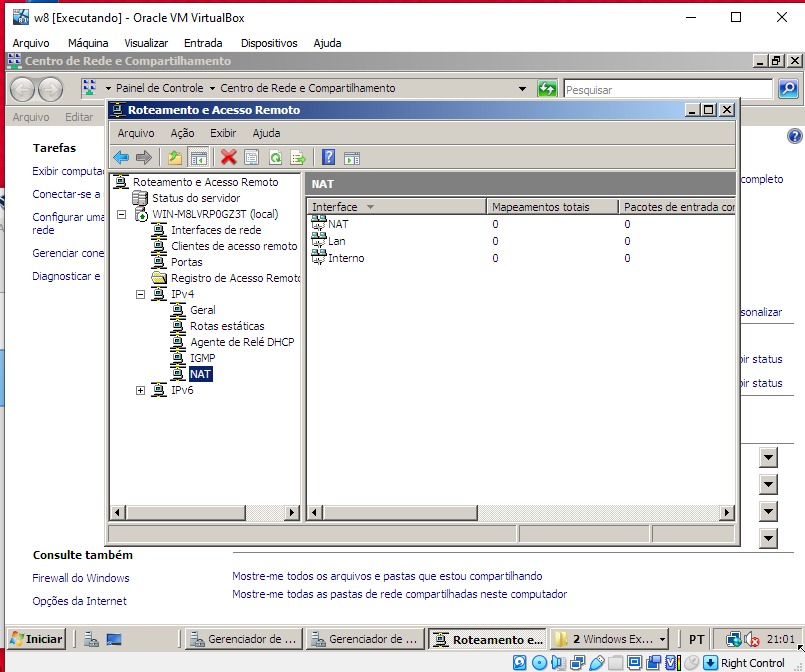 w8 [Executando] - Oracle VM VirtualBox
Arquivo Máquina Visualizar Entrada Dispositivos Ajuda
Centro de Rede e Compartilhamento
Painel de Controle Centro de Rede e Compartilhamento Pesquisar
Arquivo Editar
Roteamento e Acesso Remoto
Arquivo Ação Exibir Ajuda
Tarefas
Exibir computa
Conectar-se a
Configurar uma
rede
Gerenciar cone
Diagnosticar e
Roteamento e Acesso Remoto
Status do servidor
WIN-M8LVRP0GZ3T (local)
Interfaces de rede
Clientes de acesso remoto
Portas
Registro de Acesso Remoto
IPv4
Geral
Rotas estáticas
Agente de Relé DHCP
IGMP
NAT
IPv6
NAT
Interface Mapeamentos totais Pacotes de entrada con
NAT 0 0
Lan 0 0
Interno 0 0
completo
sonalizar
bir status
bir status
Consulte também
Firewall do Windows
Opções da Internet
Mostre-me todos os arquivos e pastas que estou compartilhando
Mostre-me todas as pastas de rede compartilhadas neste computador
Iniciar Gerenciador de ... Gerenciador de ... Roteamento e... 2 Windows Ex... PT 21:01
Right Control